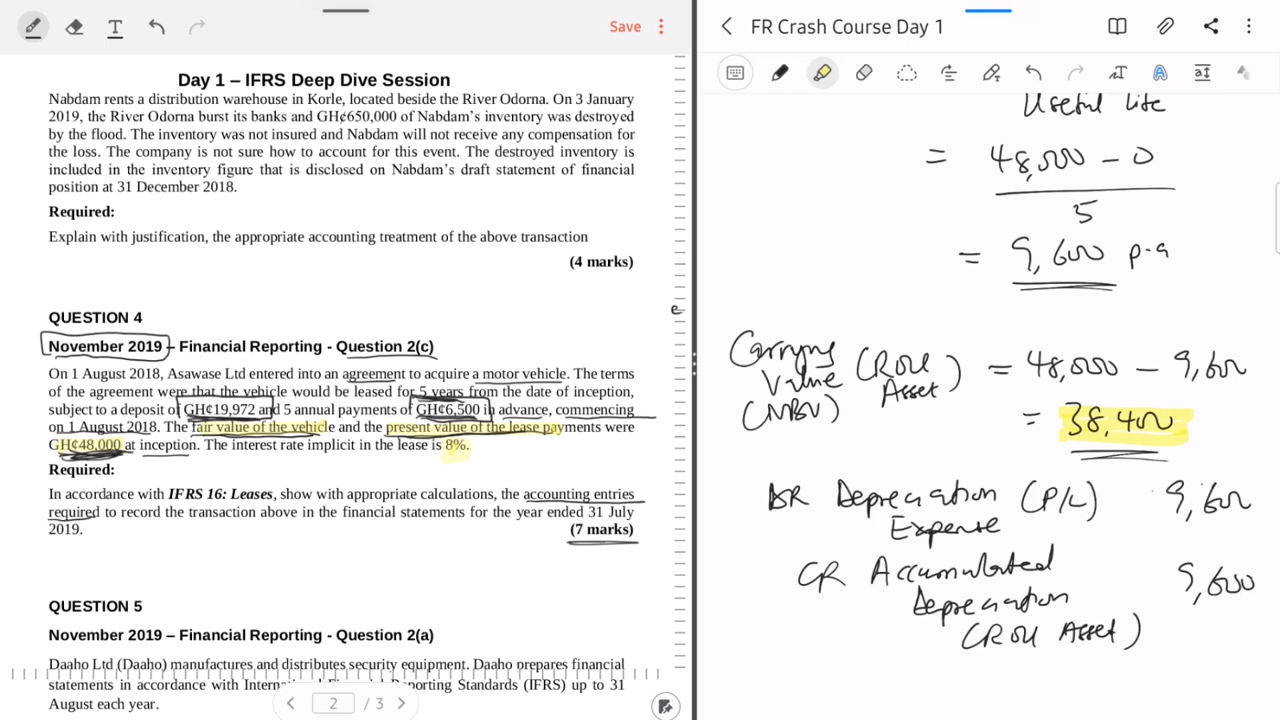 Save
Day 1 – IFRS Deep Dive Session
Nabdam rents a distribution warehouse in Korle, located beside the River Odorna. On 3 January
2019, the River Odorna burst its banks and GH¢650,000 of Nabdam's inventory was destroyed
by the flood. The inventory was not insured and Nabdam will not receive any compensation for
the loss. The company is not sure how to account for this event. The destroyed inventory is
included in the inventory figure that is disclosed on Nabdam's draft statement of financial
position at 31 December 2018.
Required:
Explain with justification, the appropriate accounting treatment of the above transaction
(4 marks)
e
QUESTION 4
November 2019 – Financial Reporting - Question 2(c)
On 1 August 2018, Asawase Ltd entered into an agreement to acquire a motor vehicle. The terms
of the agreement were that the vehicle would be leased for 5 years from the date of inception,
subject to a deposit of GH¢19,972 and 5 annual payments of GH¢6,500 in advance, commencing
on 1 August 2018. The fair value of the vehicle and the present value of the lease payments were
GH¢48,000 at inception. The interest rate implicit in the lease is 8%.
Required:
In accordance with IFRS 16: Leases, show with appropriate calculations, the accounting entries
required to record the transaction above in the financial statements for the year ended 31 July
2019.
(7 marks)
QUESTION 5
November 2019 – Financial Reporting - Question 2(a)
Daaho Ltd (Daaho) manufactures and distributes security equipment. Daaho prepares financial
statements in accordance with Reporting Standards (IFRS) up to 31
August each year.
2 / 3
FR Crash Course Day 1
Useful life
= 48,000 - 0
5
= 9,600 p.a
Carrying Value (NBV) (ROU Asset) = 48,000 - 9,600
= 38,400
DR Depreciation Expense (P/L) 9,600
CR Accumulated Depreciation (ROU Asset) 9,600